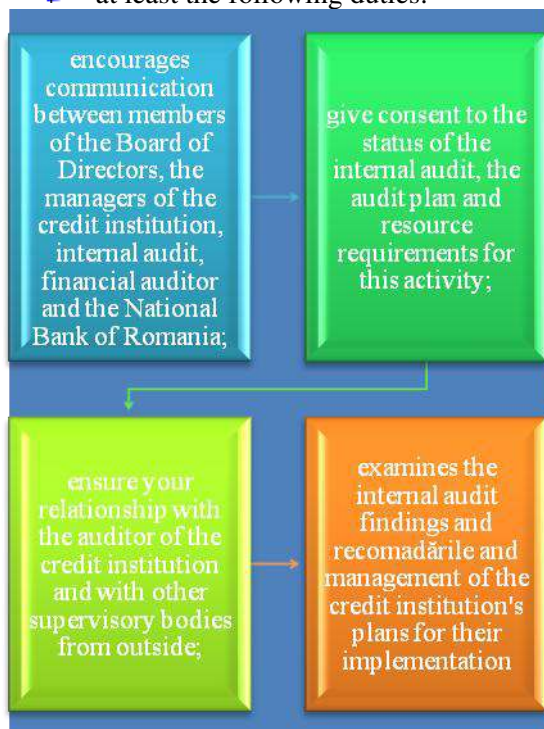 at least the following duties:
encourages
communication
between members
of the Board of
Directors, the
managers of the
credit institution,
internal audit,
financial auditor
and the National
Bank of Romania;
give consent to the
status of the
internal audit, the
audit plan and
resource
requirements for
this activity;
ensure your
relationship with
the auditor of the
credit institution
and with other
supervisory bodies
from outside;
examines the
internal audit
findings and
recomadările and
management of the
credit institution's
plans for their
implementation